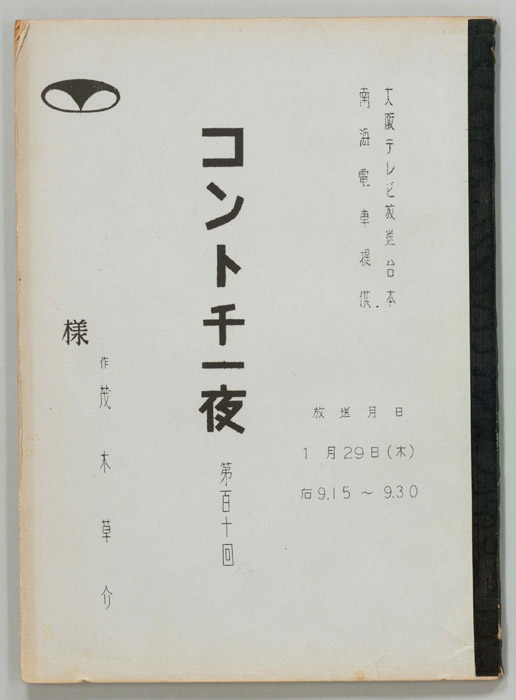 大阪テレビ放送台本
南海電車提供.
放送月日
1月29日(木)
右9.15～9.30
コント千一夜
第百十回
作 茂木草介
様